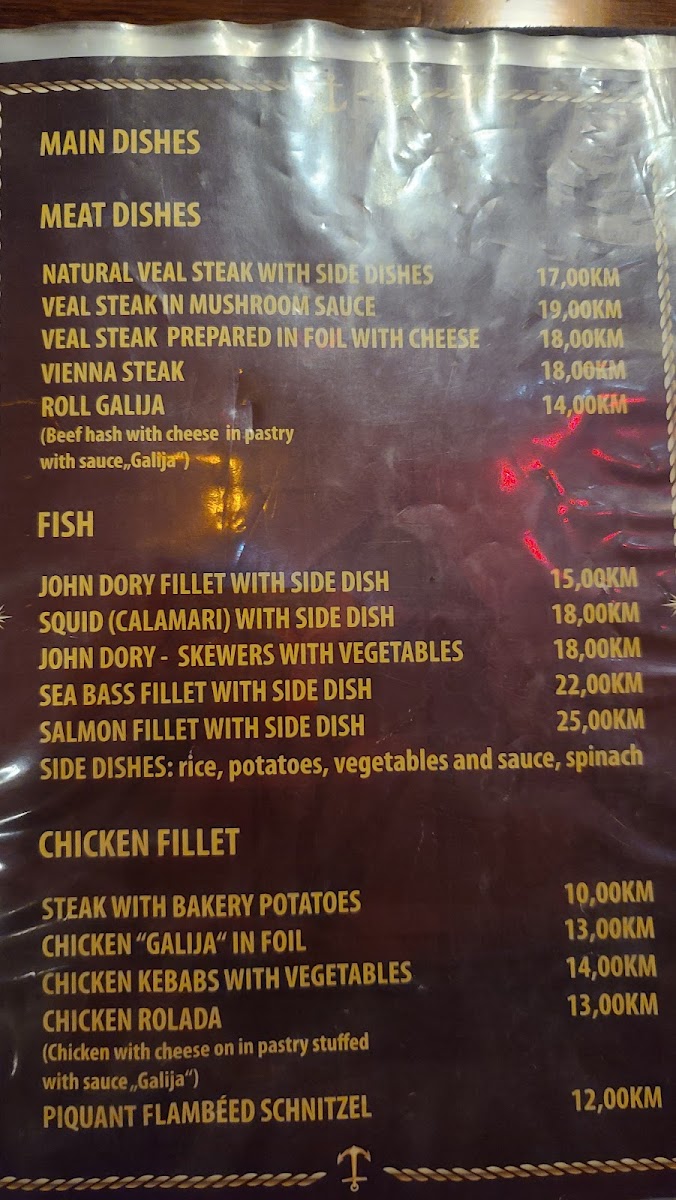 MAIN DISHES
MEAT DISHES
NATURAL VEAL STEAK WITH SIDE DISHES 17,00KM
VEAL STEAK IN MUSHROOM SAUCE 19,00KM
VEAL STEAK PREPARED IN FOIL WITH CHEESE 18,00KM
VIENNA STEAK 18,00KM
ROLL GALIJA 14,00KM
(Beef hash with cheese in pastry
with sauce„Galija“)
FISH
JOHN DORY FILLET WITH SIDE DISH 15,00KM
SQUID (CALAMARI) WITH SIDE DISH 18,00KM
JOHN DORY - SKEWERS WITH VEGETABLES 18,00KM
SEA BASS FILLET WITH SIDE DISH 22,00KM
SALMON FILLET WITH SIDE DISH 25,00KM
SIDE DISHES: rice, potatoes, vegetables and sauce, spinach
CHICKEN FILLET
STEAK WITH BAKERY POTATOES 10,00KM
CHICKEN “GALIJA“ IN FOIL 13,00KM
CHICKEN KEBABS WITH VEGETABLES 14,00KM
CHICKEN ROLADA 13,00KM
(Chicken with cheese on in pastry stuffed
with sauce„Galija“)
PIQUANT FLAMBÉED SCHNITZEL 12,00KM